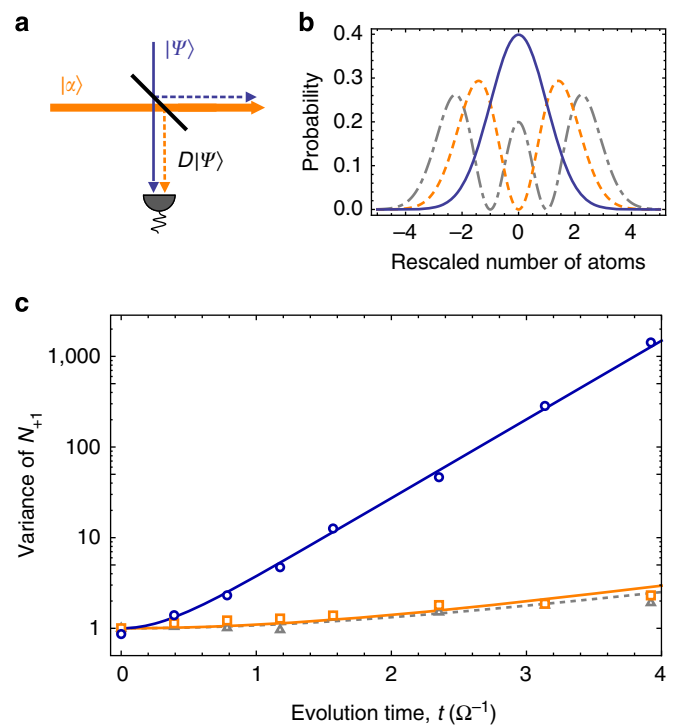 a
|Ψ⟩
|α⟩
D|Ψ⟩
b
Probability
0.4
0.3
0.2
0.1
0.0
−4 −2 0 2 4
Rescaled number of atoms
c
Variance of N+1
1,000
100
10
1
0 1 2 3 4
Evolution time, t (Ω⁻¹)